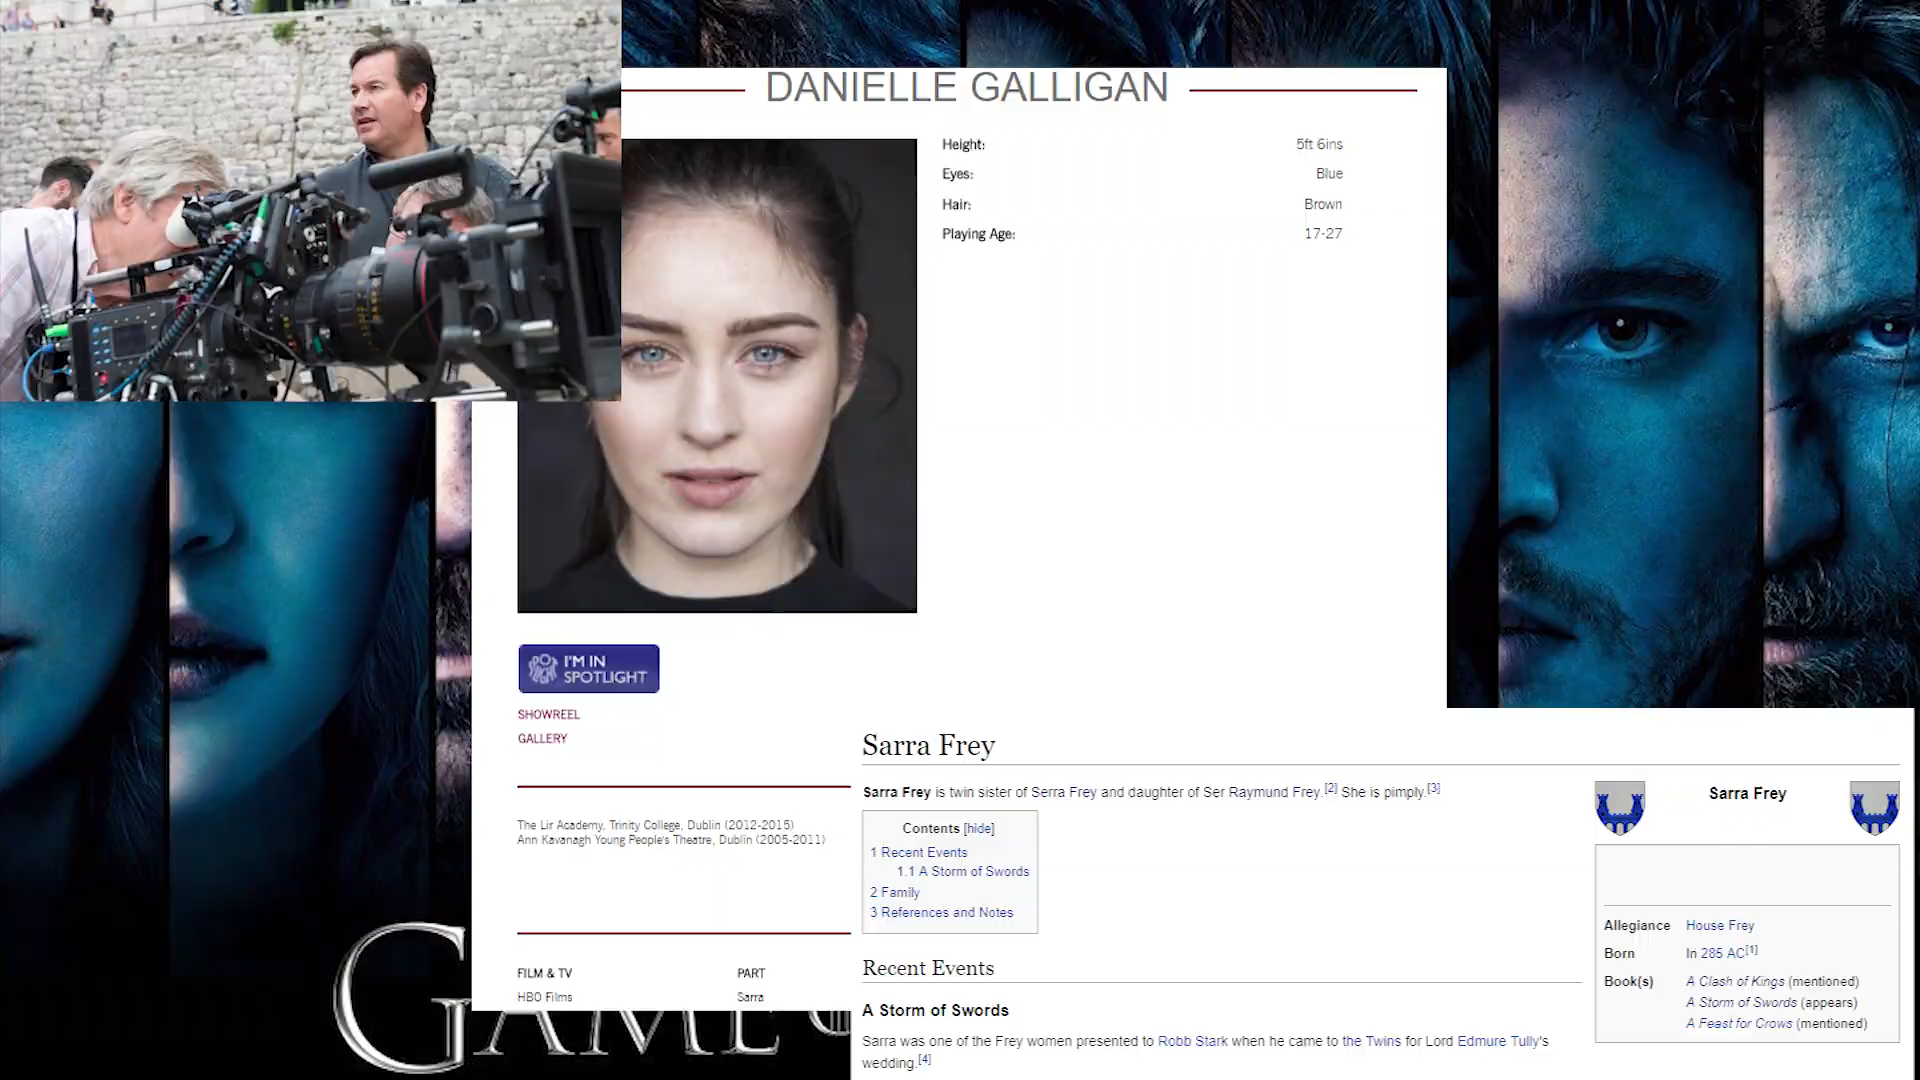 DANIELLE GALLIGAN
Height: 5ft 6ins
Eyes: Blue
Hair: Brown
Playing Age: 17-27
I'M IN
SPOTLIGHT
SHOWREEL
GALLERY
The Lir Academy, Trinity College, Dublin (2012-2015)
Ann Kavanagh Young People's Theatre, Dublin (2005-2011)
FILM & TV PART
HBO Films Sarra
GAME
Sarra Frey
Sarra Frey is twin sister of Serra Frey and daughter of Ser Raymund Frey.[2] She is pimply.[3]
Contents [hide]
1 Recent Events
1.1 A Storm of Swords
2 Family
3 References and Notes
Recent Events
A Storm of Swords
Sarra was one of the Frey women presented to Robb Stark when he came to the Twins for Lord Edmure Tully's
wedding.[4]
Sarra Frey
Allegiance House Frey
Born In 285 AC[1]
Book(s) A Clash of Kings (mentioned)
A Storm of Swords (appears)
A Feast for Crows (mentioned)